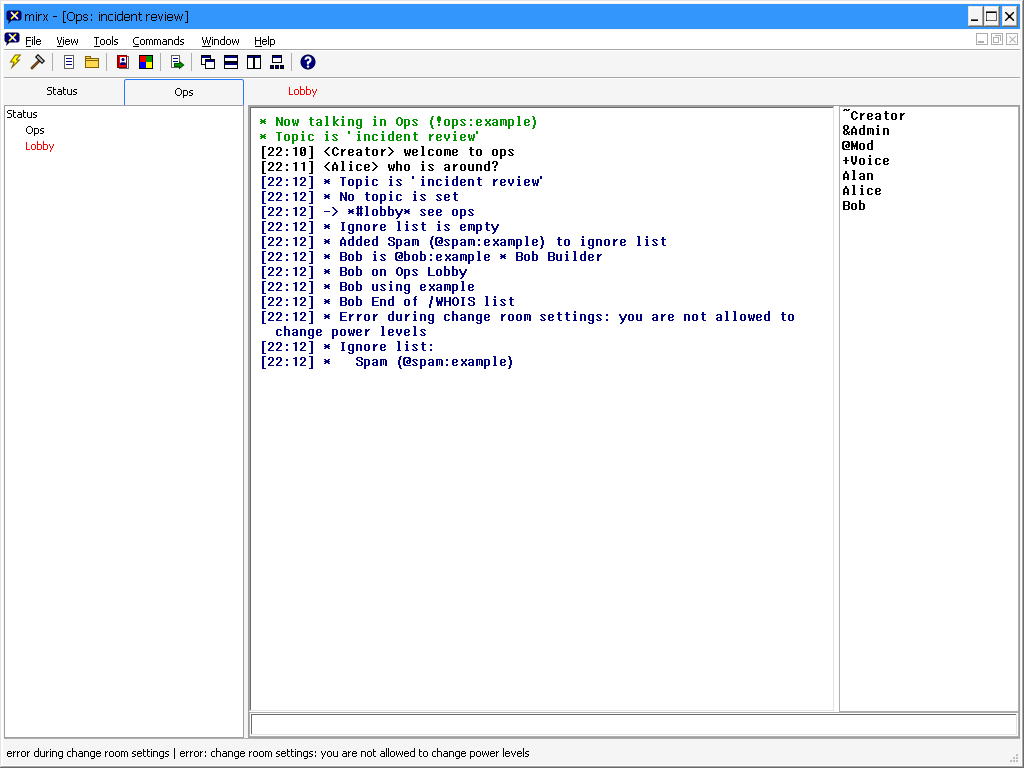 mirx - [Ops: incident review]
File View Tools Commands Window Help
Status Ops Lobby
Status
Ops
Lobby
* Now talking in Ops (!ops:example)
* Topic is 'incident review'
[22:10] <Creator> welcome to ops
[22:11] <Alice> who is around?
[22:12] * Topic is 'incident review'
[22:12] * No topic is set
[22:12] -> *#lobby* see ops
[22:12] * Ignore list is empty
[22:12] * Added Spam (@spam:example) to ignore list
[22:12] * Bob is @bob:example * Bob Builder
[22:12] * Bob on Ops Lobby
[22:12] * Bob using example
[22:12] * Bob End of /WHOIS list
[22:12] * Error during change room settings: you are not allowed to
change power levels
[22:12] * Ignore list:
[22:12] *   Spam (@spam:example)
~Creator
&Admin
@Mod
+Voice
Alan
Alice
Bob
error during change room settings | error: change room settings: you are not allowed to change power levels